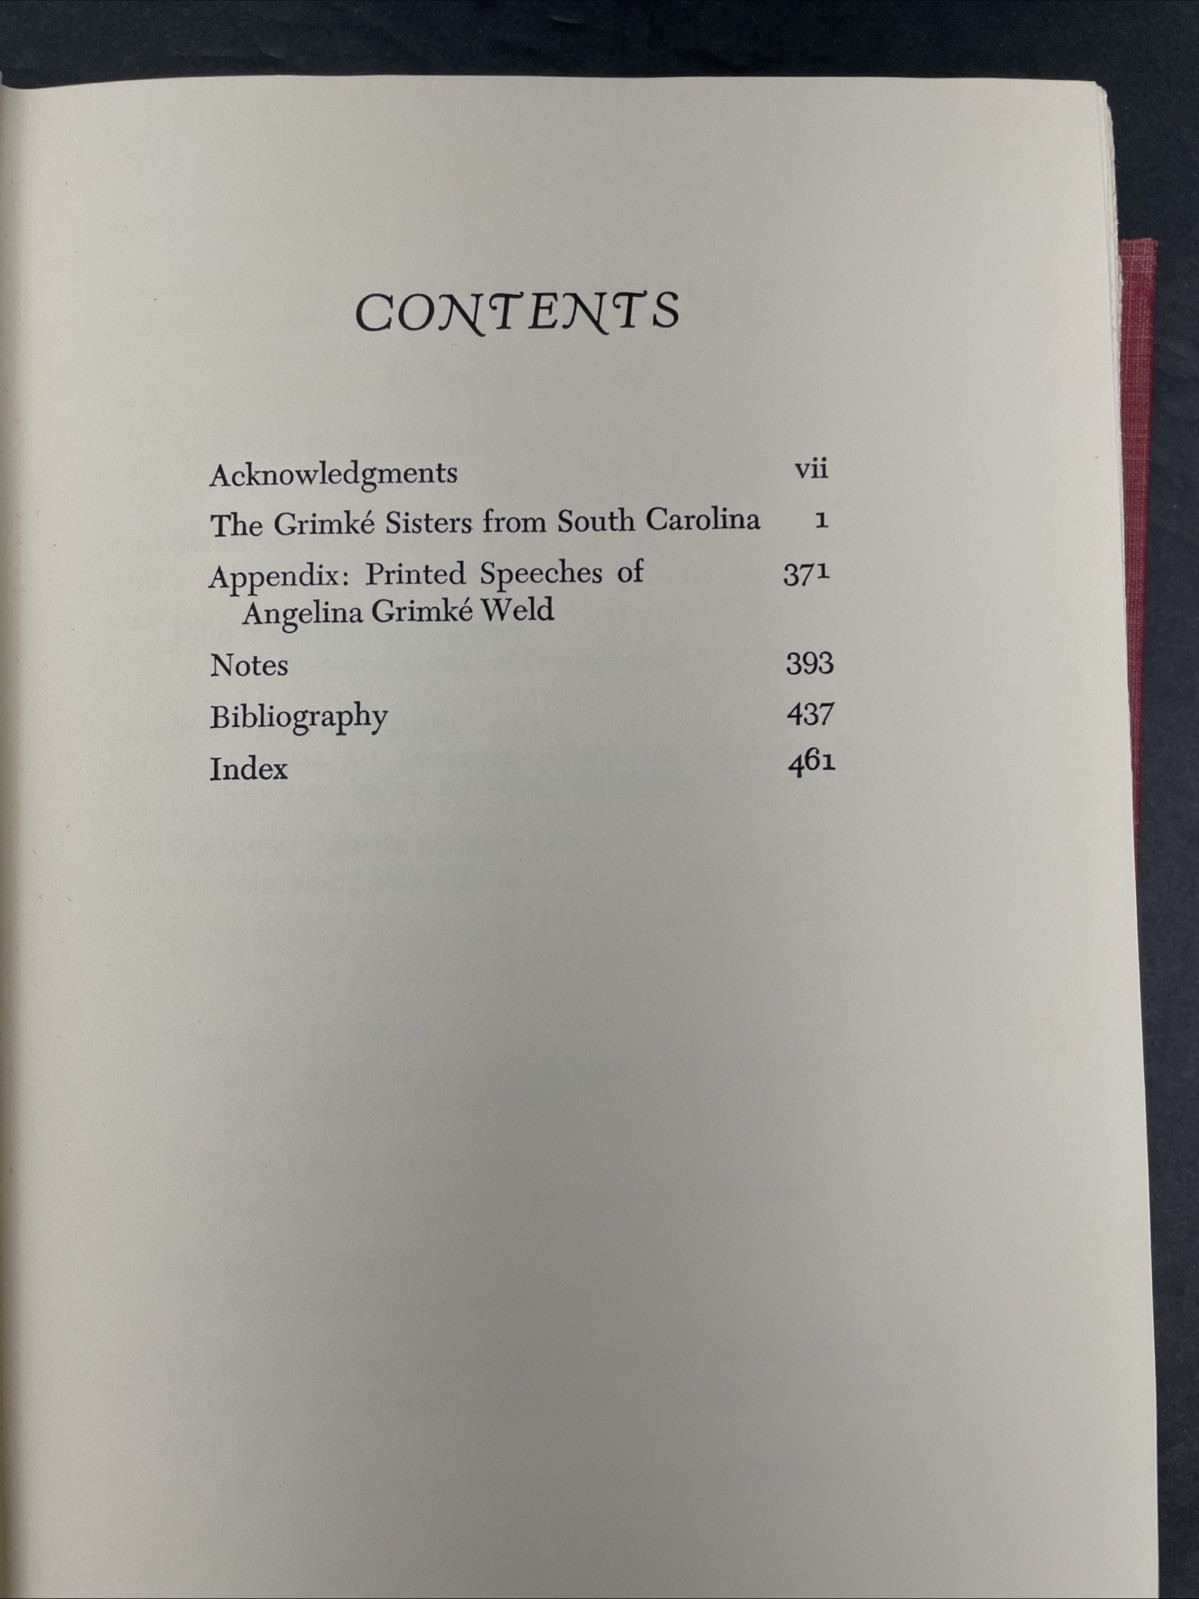 CONTENTS
Acknowledgments vii
The Grimké Sisters from South Carolina 1
Appendix: Printed Speeches of 371
Angelina Grimké Weld
Notes 393
Bibliography 437
Index 461